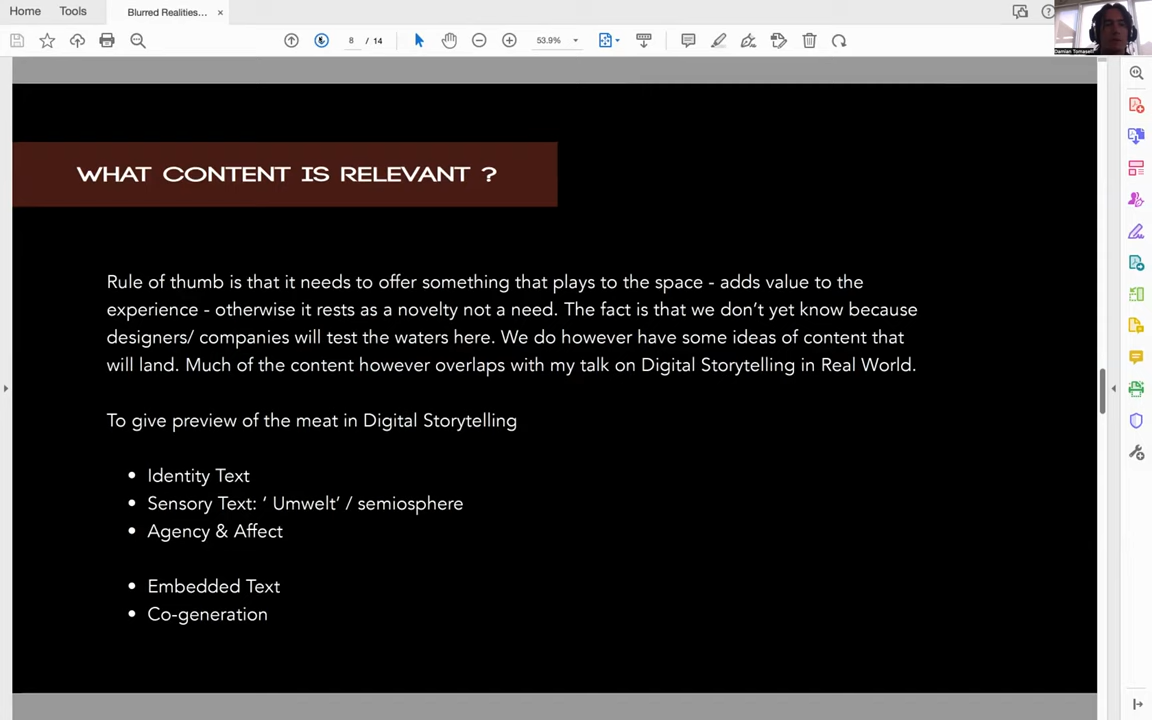 Home
Tools
Blurred Realities...
8 / 14
53.9%
WHAT CONTENT IS RELEVANT ?
Rule of thumb is that it needs to offer something that plays to the space - adds value to the
experience - otherwise it rests as a novelty not a need. The fact is that we don't yet know because
designers/ companies will test the waters here. We do however have some ideas of content that
will land. Much of the content however overlaps with my talk on Digital Storytelling in Real World.
To give preview of the meat in Digital Storytelling
• Identity Text
• Sensory Text: ‘ Umwelt’ / semiosphere
• Agency & Affect
• Embedded Text
• Co-generation